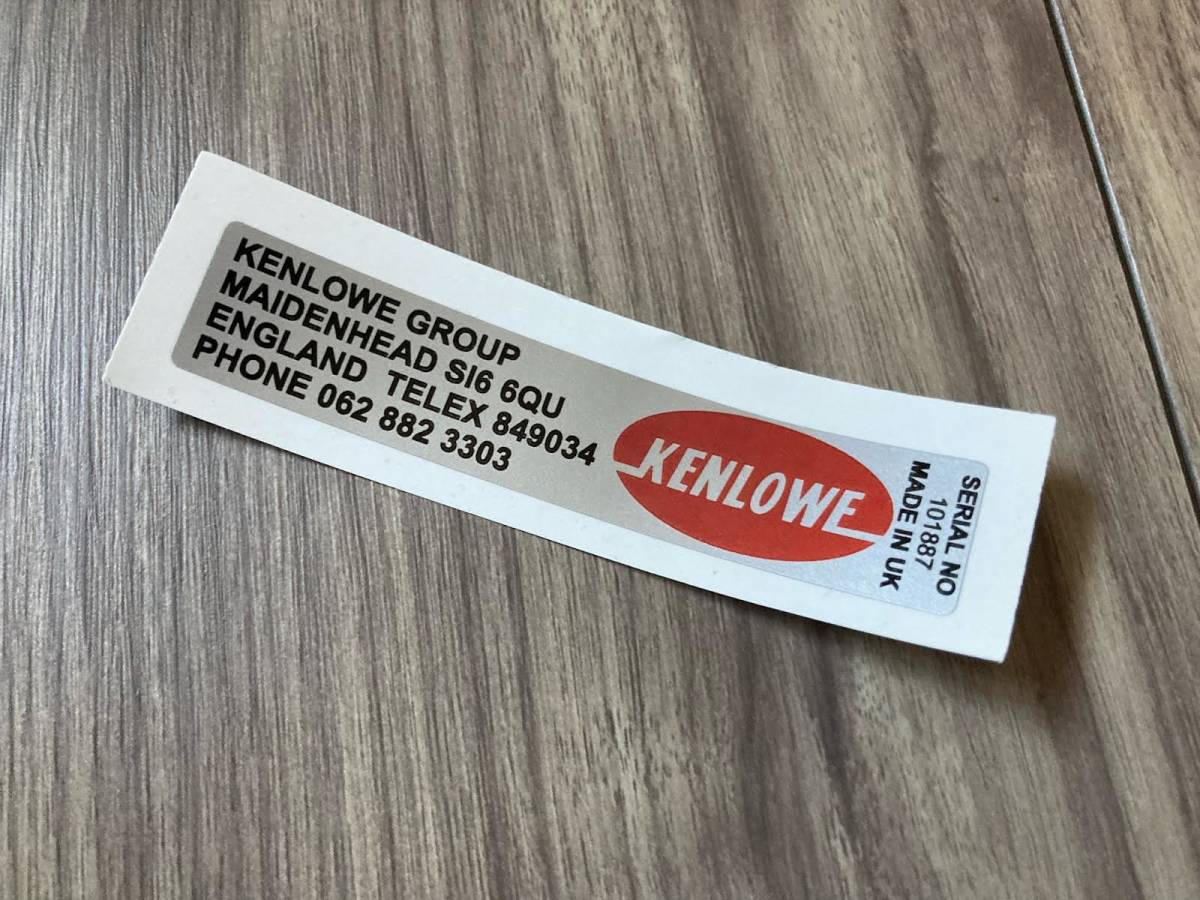 KENLOWE GROUP
MAIDENHEAD SI6 6QU
ENGLAND TELEX 849034
PHONE 062 882 3303
KENLOWE
SERIAL NO
101887
MADE IN UK